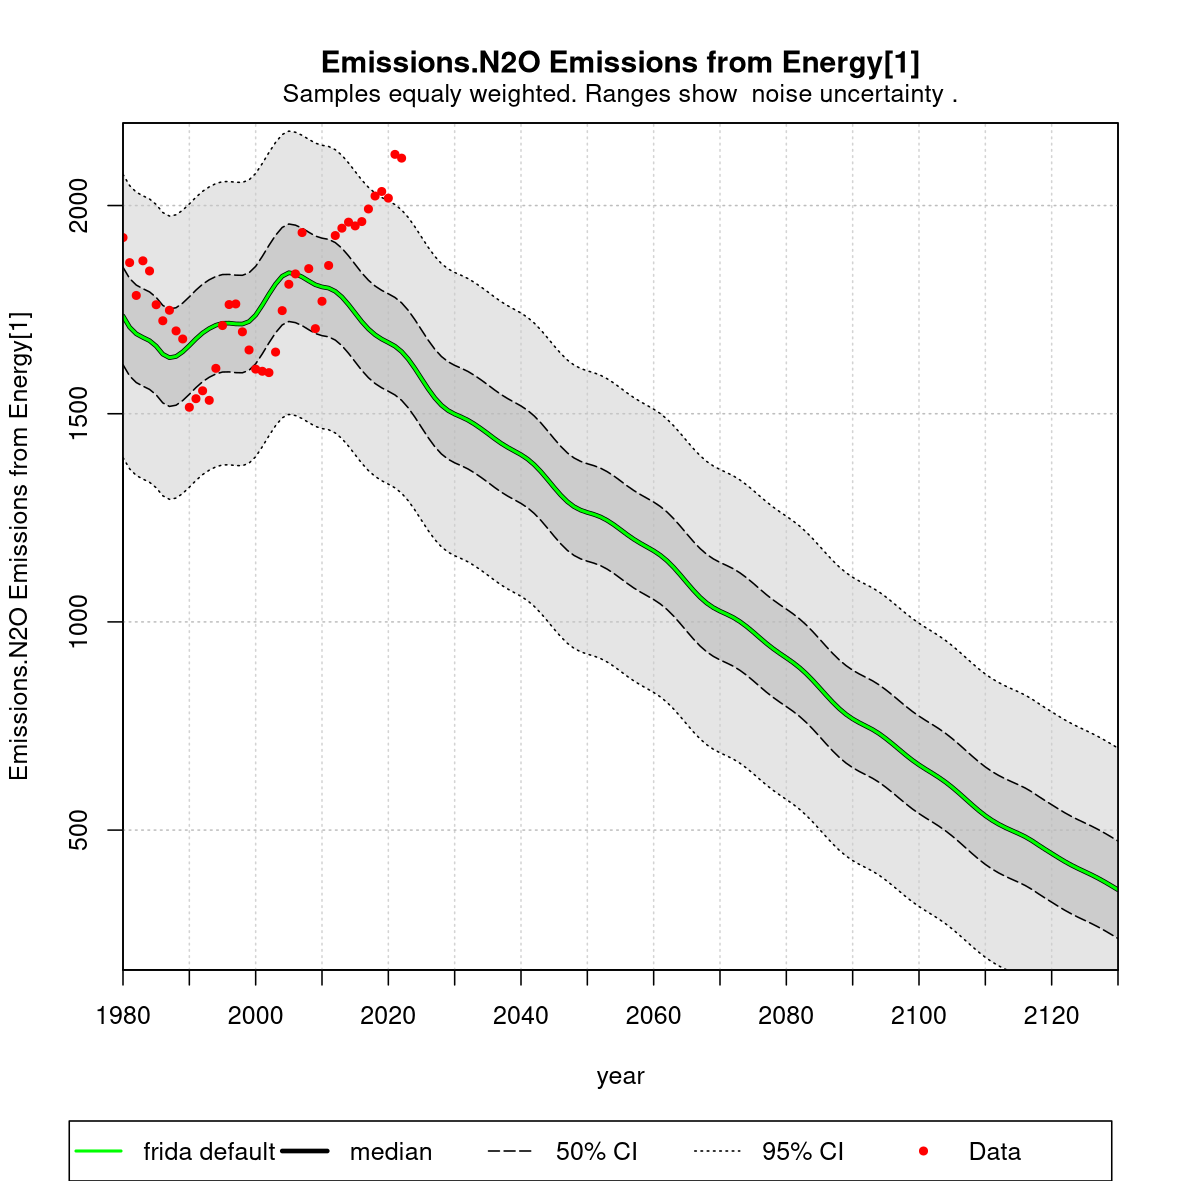 Emissions.N2O Emissions from Energy[1]
Samples equaly weighted. Ranges show  noise uncertainty .
Emissions.N2O Emissions from Energy[1]
2000
1500
1000
500
1980 2000 2020 2040 2060 2080 2100 2120
year
frida default median 50% CI 95% CI Data